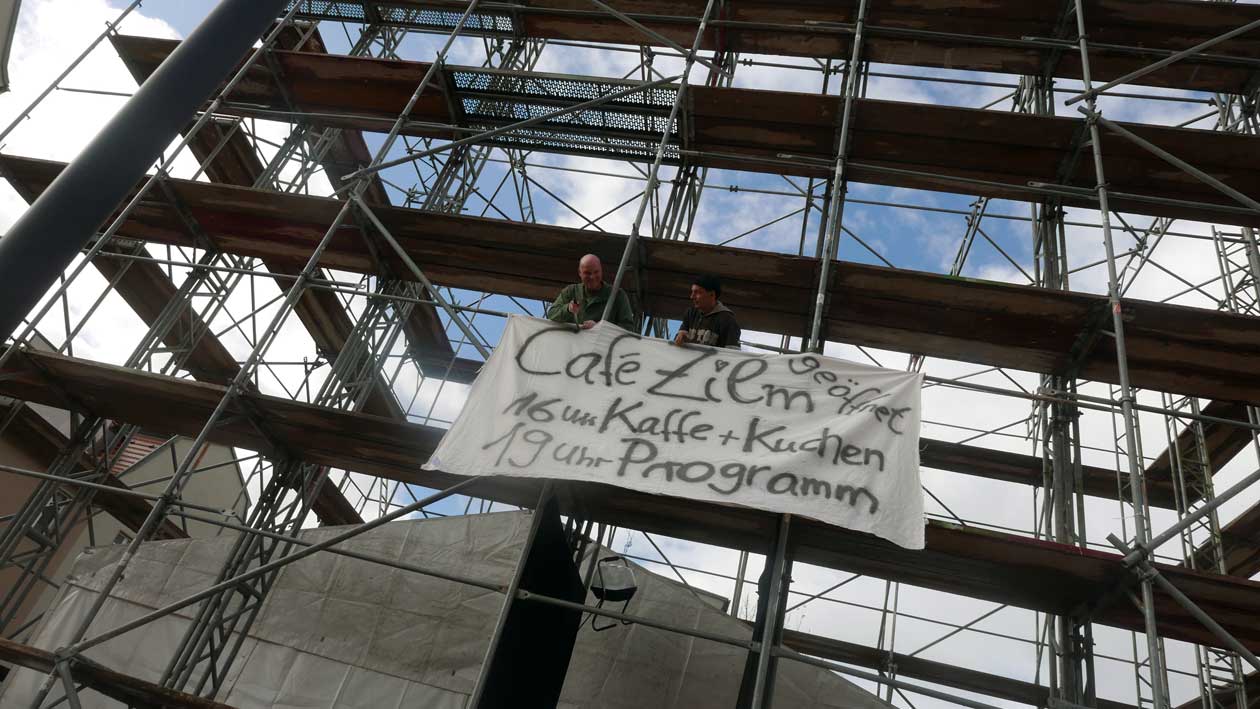 Café Zilm geöffnet
16 uhr Kaffe + Kuchen
19 uhr Programm